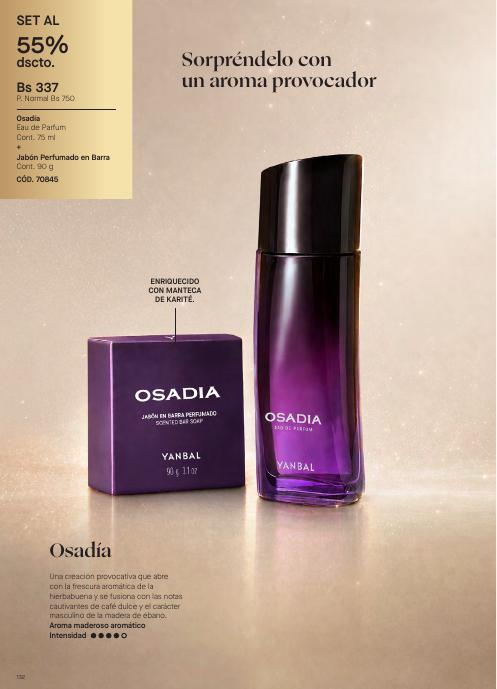 SET AL
55%
dscto.
Bs 337
P. Normal Bs 750
Osadía
Eau de Parfum
Cont. 75 ml
+
Jabón Perfumado en Barra
Cont. 90 g
CÓD. 70845
Sorpréndelo con
un aroma provocador
ENRIQUECIDO
CON MANTECA
DE KARITÉ.
OSADIA
JABÓN EN BARRA PERFUMADO
SCENTED BAR SOAP
YANBAL
90 g 3.1 oz
OSADIA
EAU DE PARFUM
YANBAL
Osadía
Una creación provocativa que abre
con la frescura aromática de la
hierbabuena y se fusiona con las notas
cautivantes de café dulce y el carácter
masculino de la madera de ébano.
Aroma maderoso aromático
Intensidad
132